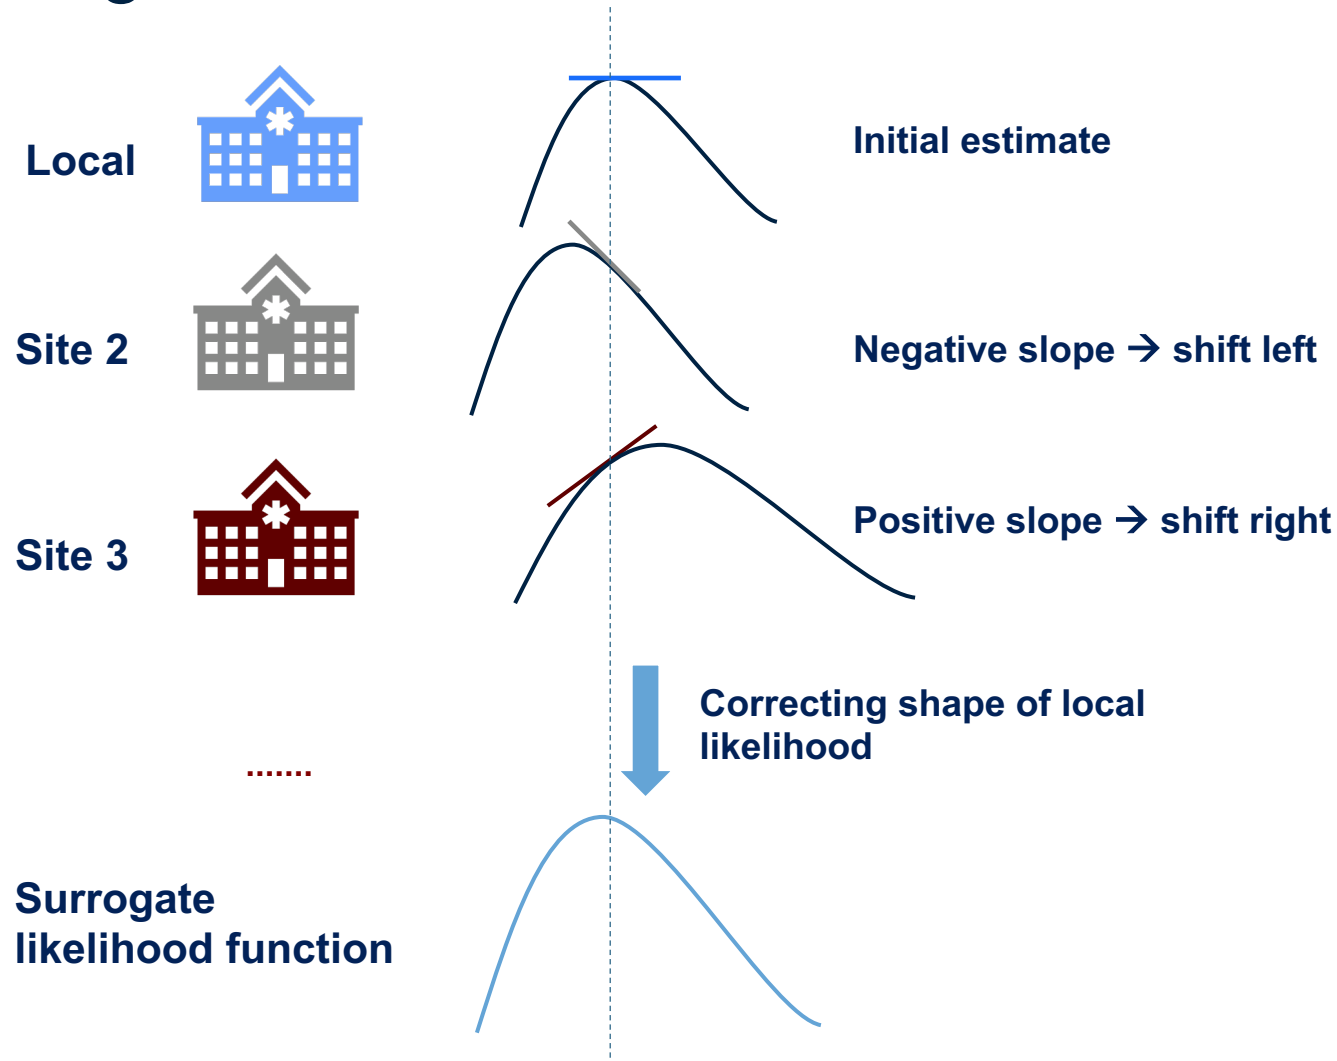 Local
Initial estimate
Site 2
Negative slope → shift left
Site 3
Positive slope → shift right
Correcting shape of local
likelihood
.......
Surrogate
likelihood function